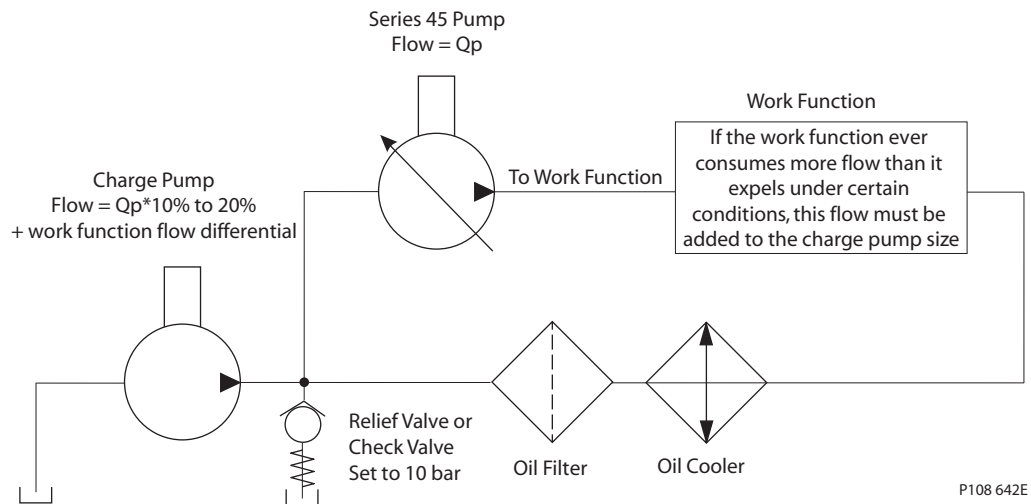 Series 45 Pump
Flow = Qp
Work Function
If the work function ever
consumes more flow than it
expels under certain
conditions, this flow must be
added to the charge pump size
To Work Function
Charge Pump
Flow = Qp*10% to 20%
+ work function flow differential
Relief Valve or
Check Valve
Set to 10 bar
Oil Filter
Oil Cooler
P108 642E